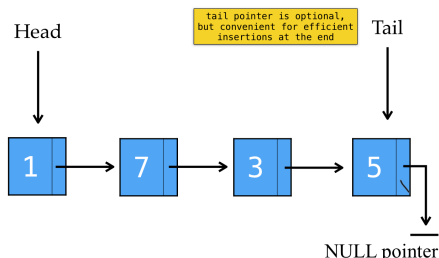 Head
tail pointer is optional,
but convenient for efficient
insertions at the end
Tail
1
7
3
5
NULL pointer